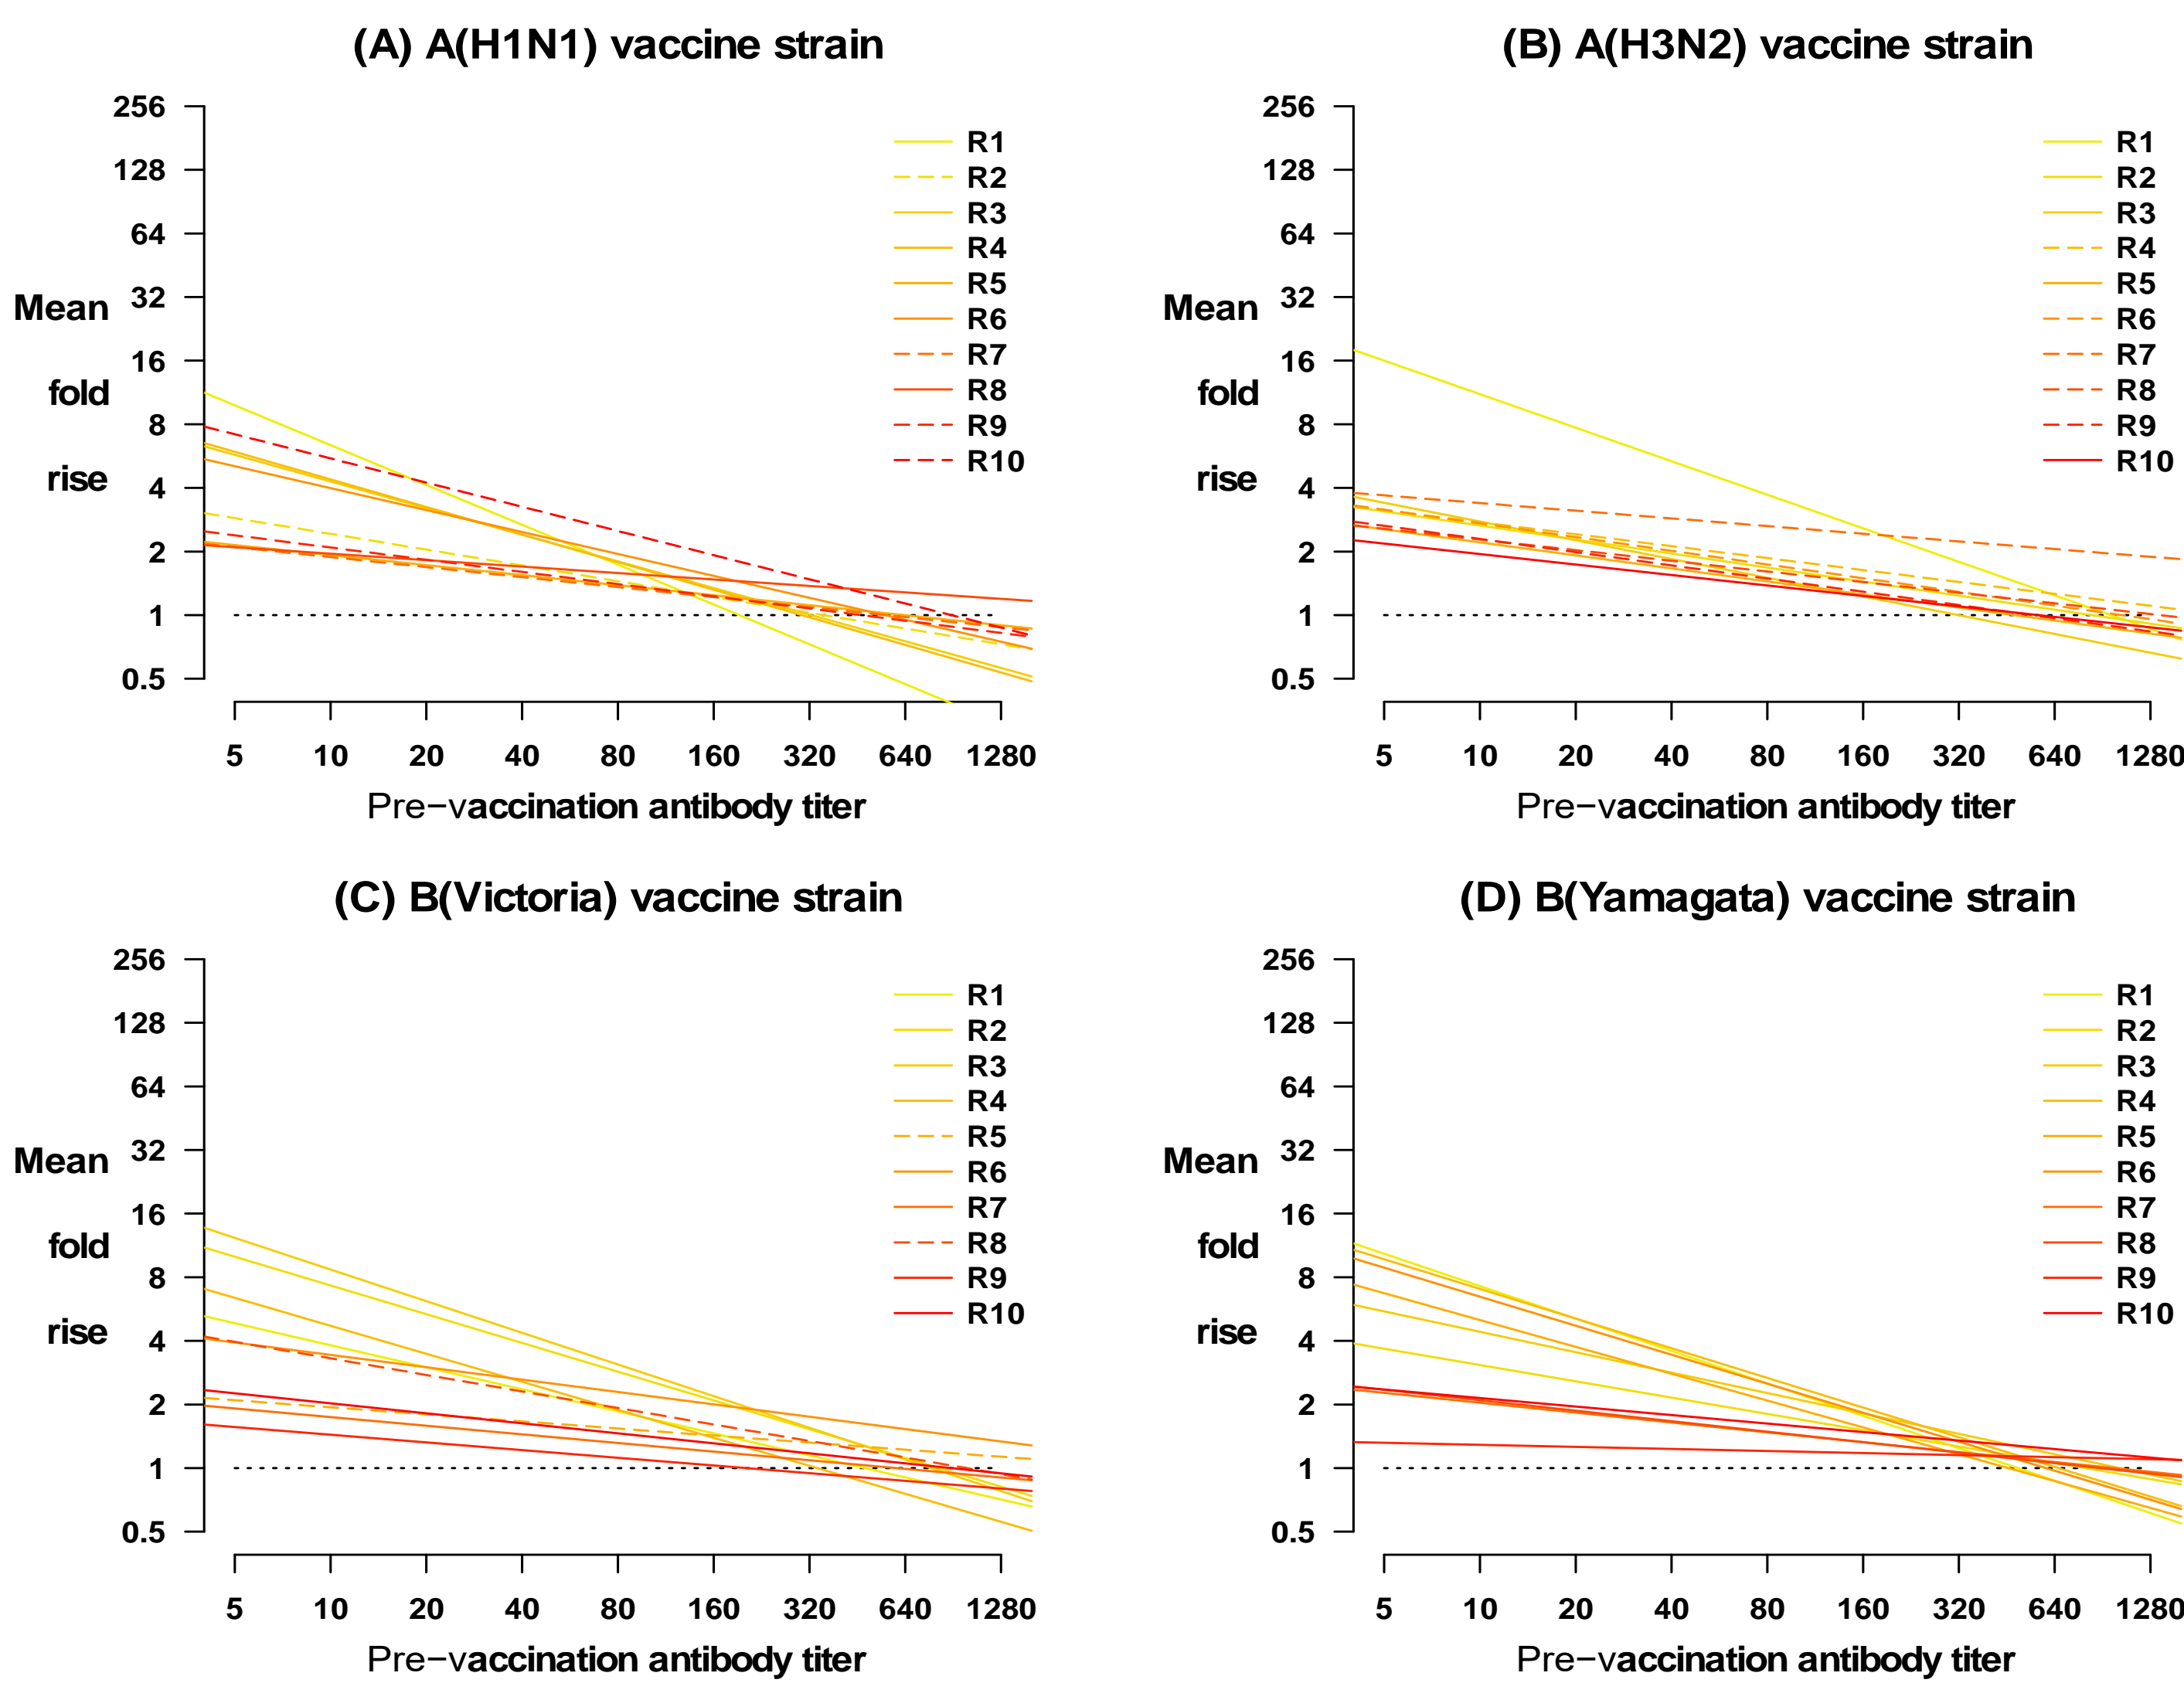 (A) A(H1N1) vaccine strain
256
128
64
32
16
8
4
2
1
0.5
Mean
fold
rise
R1
R2
R3
R4
R5
R6
R7
R8
R9
R10
5 10 20 40 80 160 320 640 1280
Pre−vaccination antibody titer
(B) A(H3N2) vaccine strain
256
128
64
32
16
8
4
2
1
0.5
Mean
fold
rise
R1
R2
R3
R4
R5
R6
R7
R8
R9
R10
5 10 20 40 80 160 320 640 1280
Pre−vaccination antibody titer
(C) B(Victoria) vaccine strain
256
128
64
32
16
8
4
2
1
0.5
Mean
fold
rise
R1
R2
R3
R4
R5
R6
R7
R8
R9
R10
5 10 20 40 80 160 320 640 1280
Pre−vaccination antibody titer
(D) B(Yamagata) vaccine strain
256
128
64
32
16
8
4
2
1
0.5
Mean
fold
rise
R1
R2
R3
R4
R5
R6
R7
R8
R9
R10
5 10 20 40 80 160 320 640 1280
Pre−vaccination antibody titer